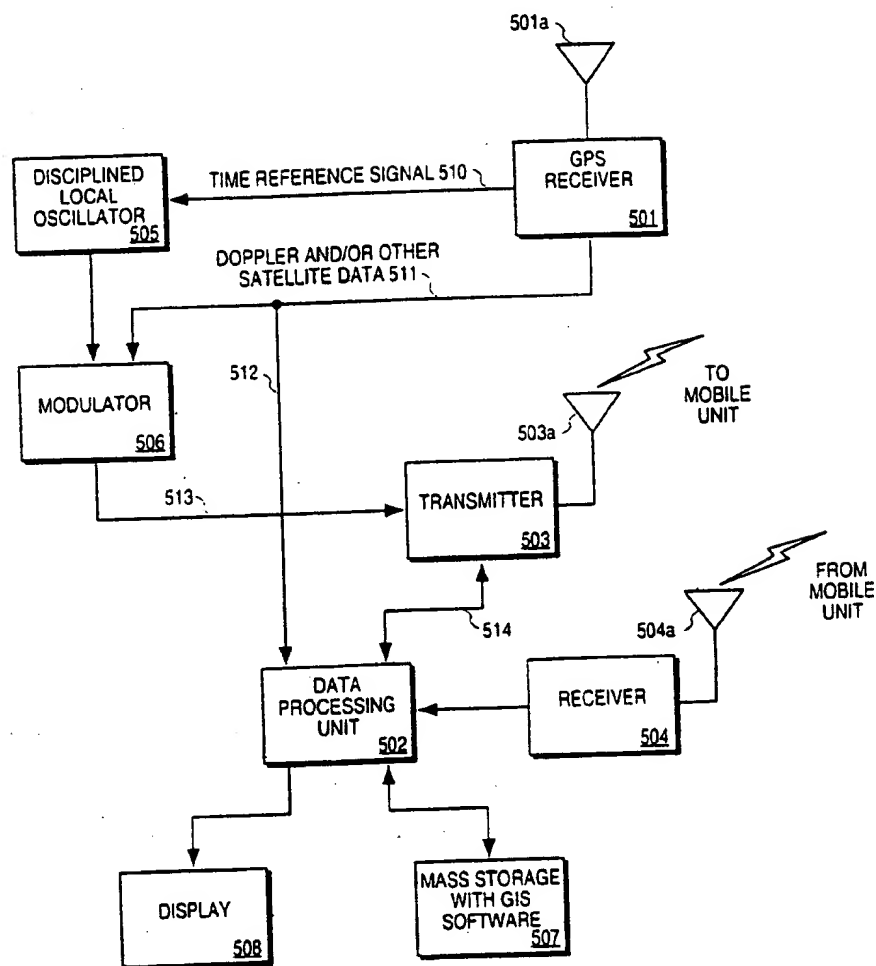 501a
GPS
RECEIVER
501
TIME REFERENCE SIGNAL 510
DISCIPLINED
LOCAL
OSCILLATOR
505
DOPPLER AND/OR OTHER
SATELLITE DATA 511
MODULATOR
506
512
TO
MOBILE
UNIT
503a
513
TRANSMITTER
503
FROM
MOBILE
UNIT
504a
514
DATA
PROCESSING
UNIT
502
RECEIVER
504
DISPLAY
508
MASS STORAGE
WITH GIS
SOFTWARE
507